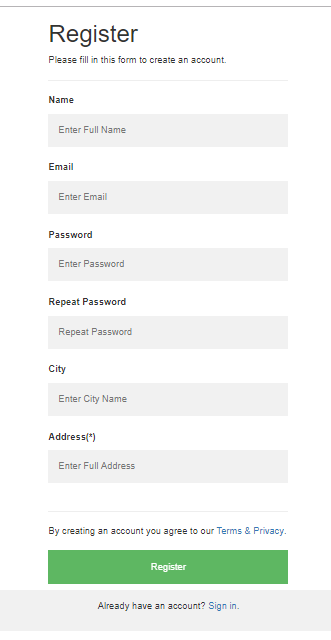 Register
Please fill in this form to create an account.
Name
Enter Full Name
Email
Enter Email
Password
Enter Password
Repeat Password
Repeat Password
City
Enter City Name
Address(*)
Enter Full Address
By creating an account you agree to our Terms & Privacy.
Register
Already have an account? Sign in.